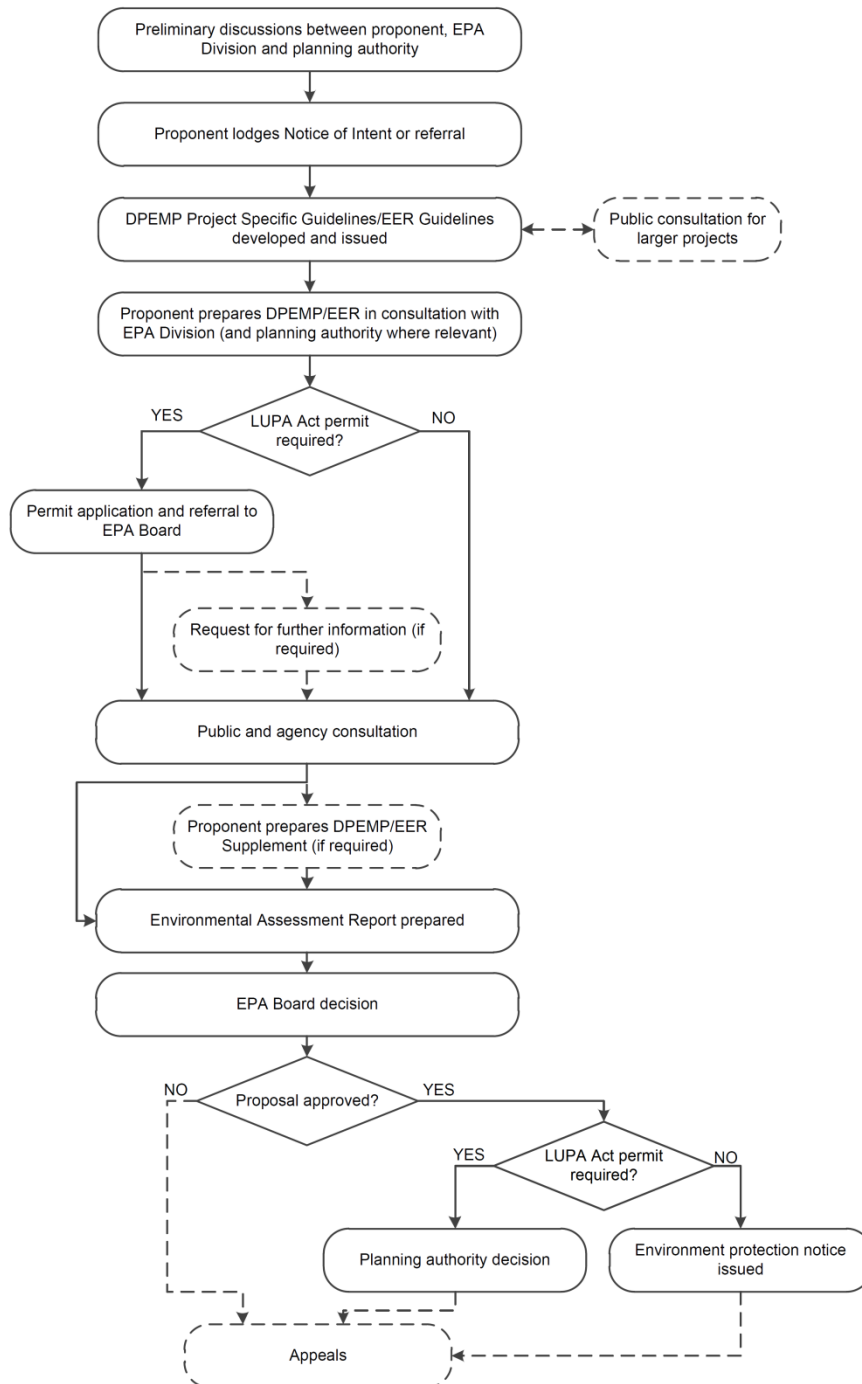 Preliminary discussions between proponent, EPA
Division and planning authority
Proponent lodges Notice of Intent or referral
DPEMP Project Specific Guidelines/EER Guidelines
developed and issued
Public consultation for
larger projects
Proponent prepares DPEMP/EER in consultation with
EPA Division (and planning authority where relevant)
YES
LUPA Act permit
required?
NO
Permit application and referral to
EPA Board
Request for further information (if
required)
Public and agency consultation
Proponent prepares DPEMP/EER
Supplement (if required)
Environmental Assessment Report prepared
EPA Board decision
NO
Proposal approved?
YES
YES
LUPA Act permit
required?
NO
Planning authority decision
Environment protection notice
issued
Appeals